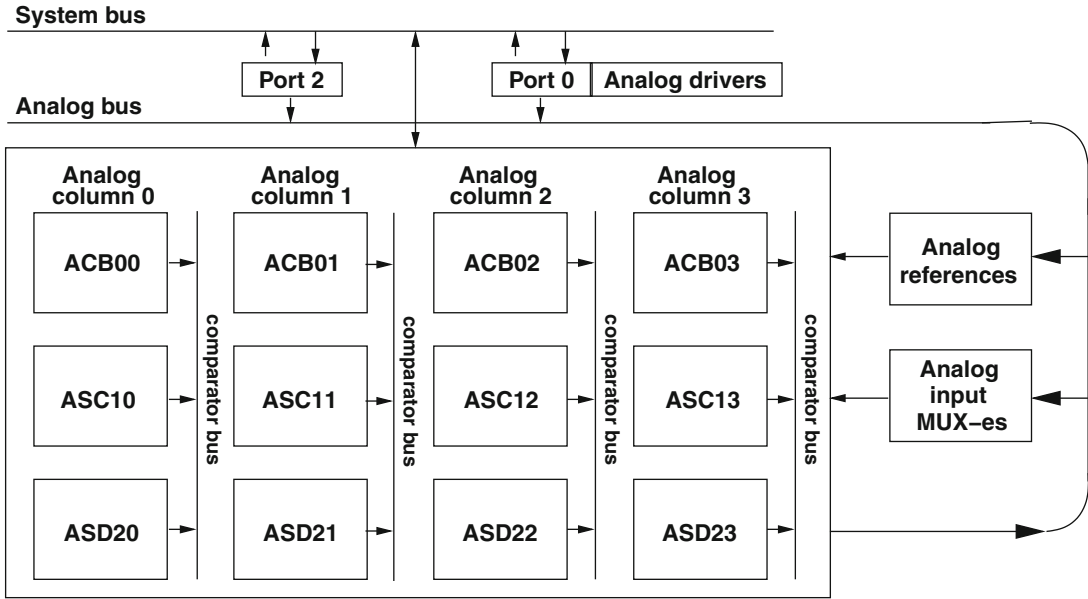 System bus
Port 2
Port 0
Analog drivers
Analog bus
Analog
column 0
Analog
column 1
Analog
column 2
Analog
column 3
ACB00
ACB01
ACB02
ACB03
Analog
references
comparator bus
comparator bus
comparator bus
comparator bus
ASC10
ASC11
ASC12
ASC13
Analog
input
MUX−es
ASD20
ASD21
ASD22
ASD23